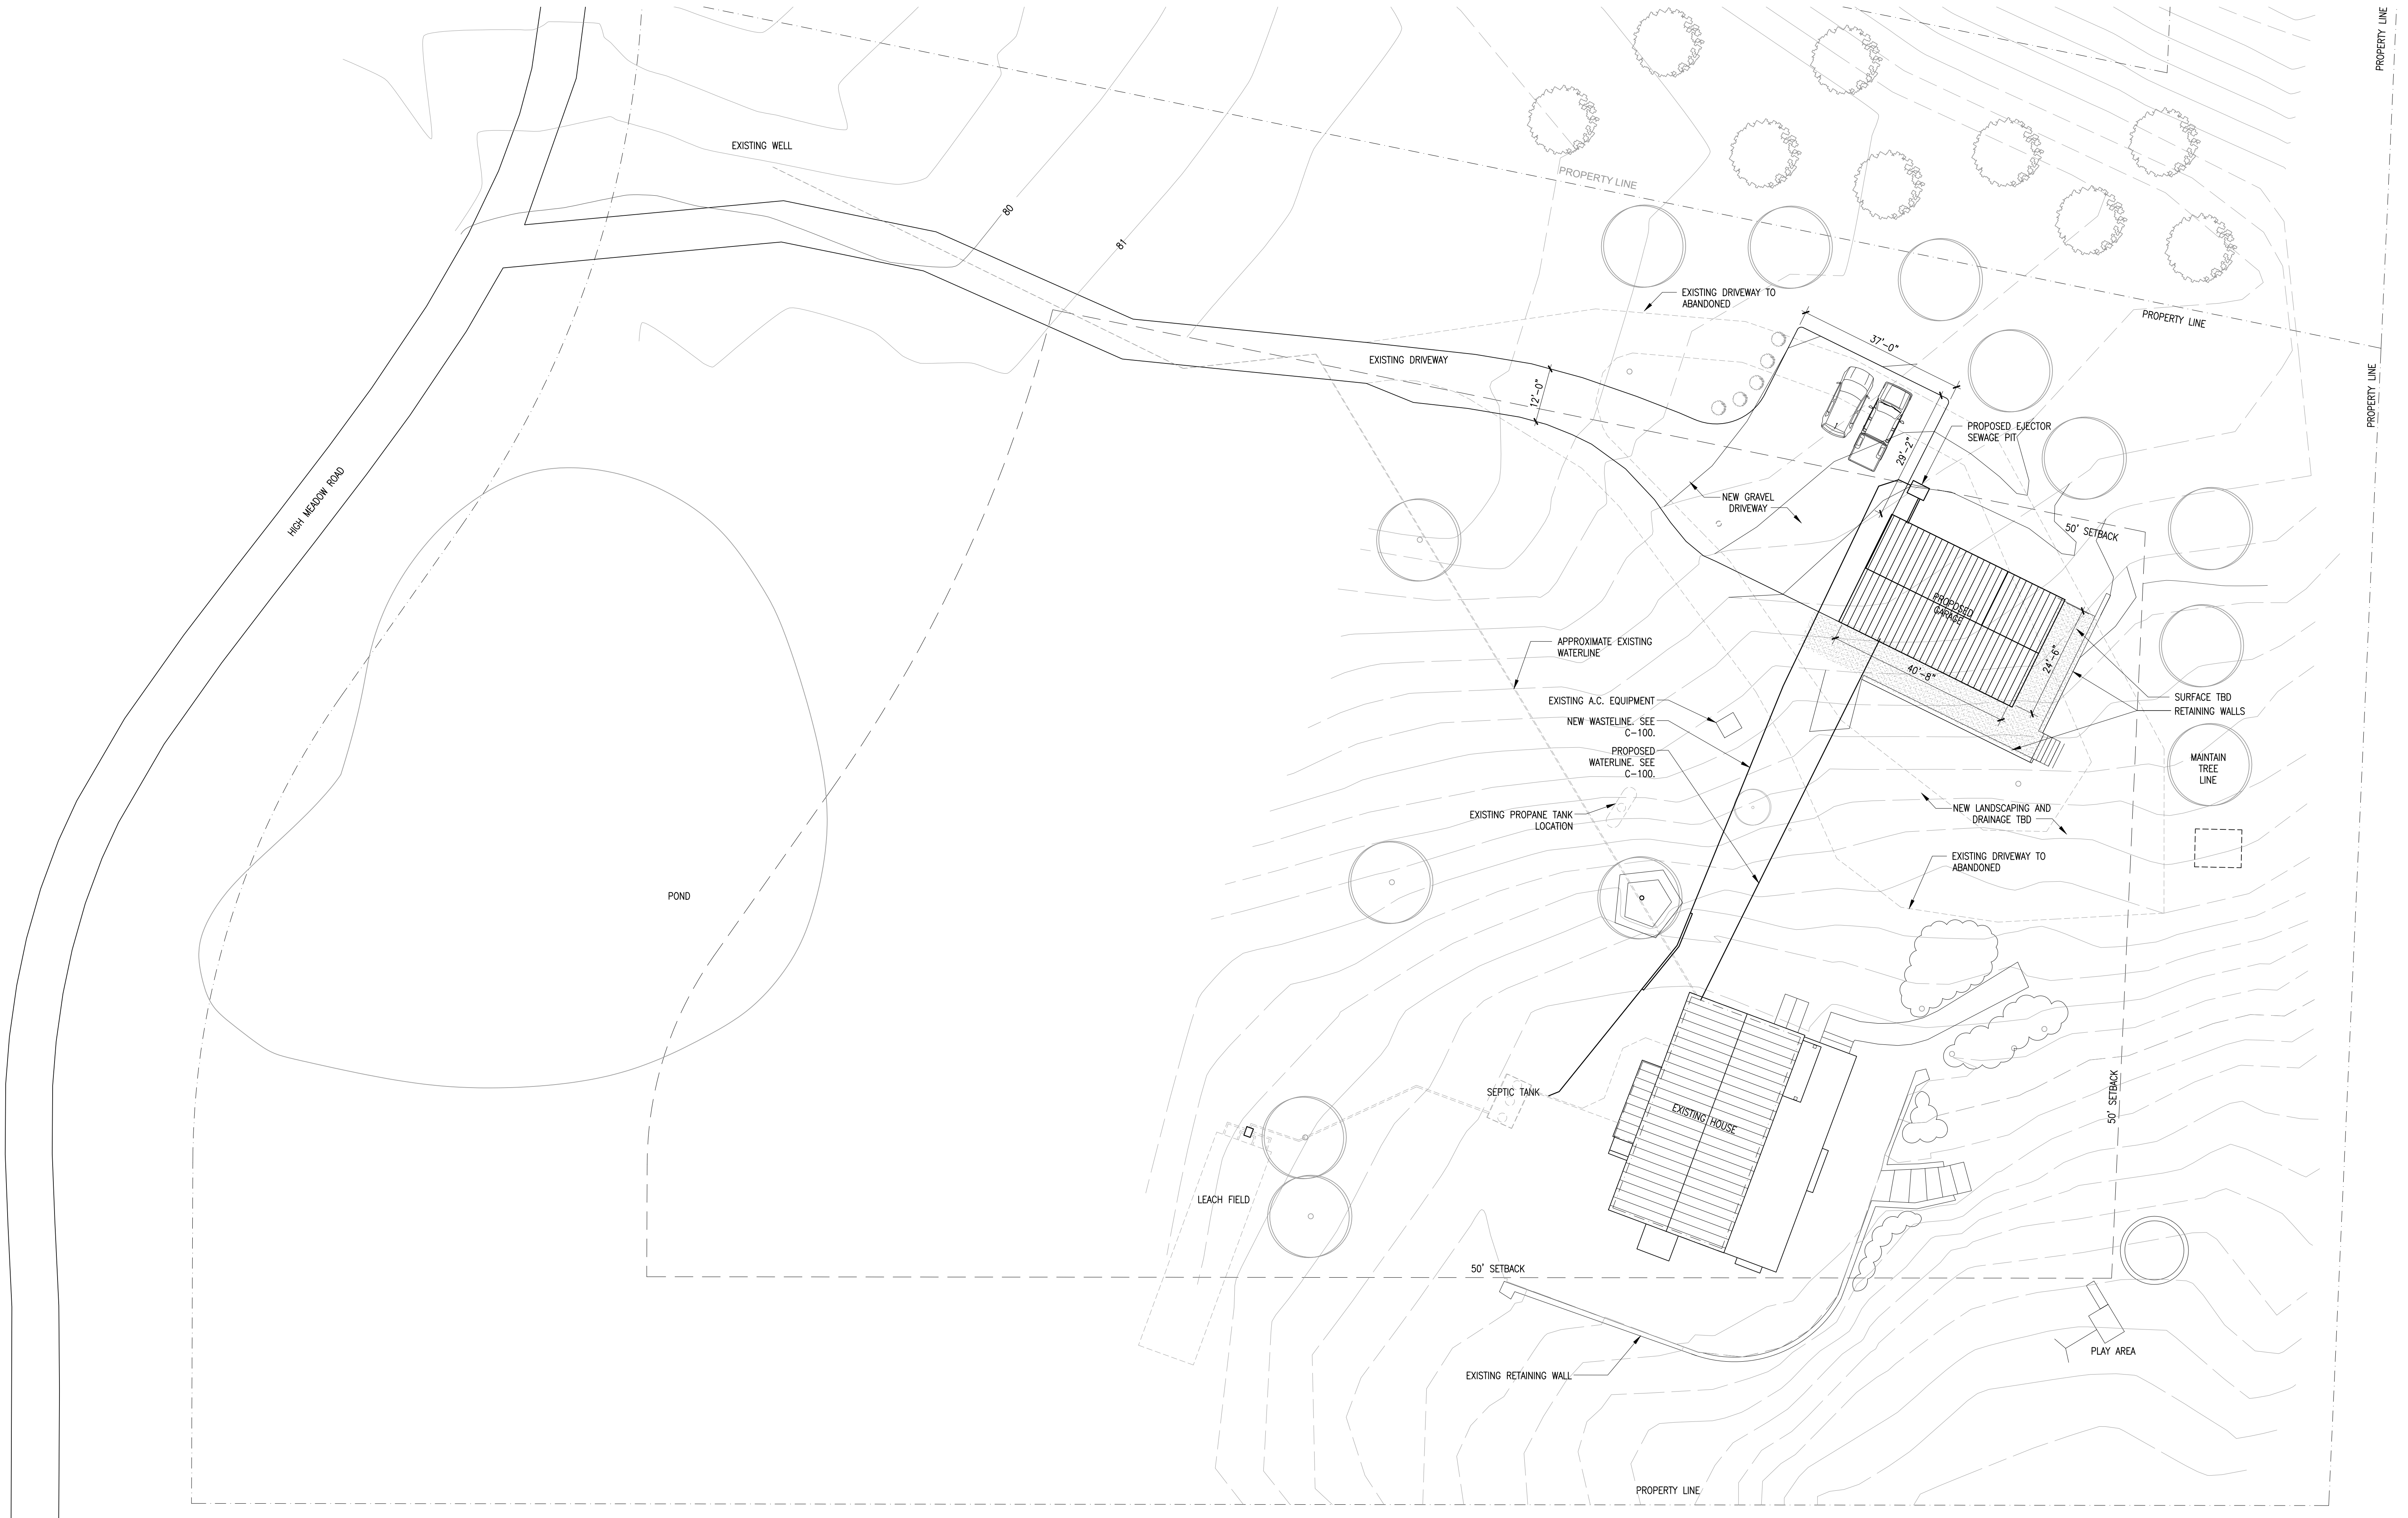 PROPERTY LINE
EXISTING WELL
PROPERTY LINE
80
81
EXISTING DRIVEWAY TO
ABANDONED
PROPERTY LINE
37'-0"
EXISTING DRIVEWAY
12'-0"
PROPERTY LINE
PROPOSED EJECTOR
SEWAGE PIT
29'-2"
HIGH MEADOW ROAD
NEW GRAVEL
DRIVEWAY
50' SETBACK
PROPOSED
GARAGE
APPROXIMATE EXISTING
WATERLINE
24'-6"
40'-8"
EXISTING A.C. EQUIPMENT
SURFACE TBD
RETAINING WALLS
NEW WASTELINE. SEE
C-100.
PROPOSED
WATERLINE. SEE
C-100.
MAINTAIN
TREE
LINE
EXISTING PROPANE TANK
LOCATION
NEW LANDSCAPING AND
DRAINAGE TBD
EXISTING DRIVEWAY TO
ABANDONED
POND
SEPTIC TANK
EXISTING HOUSE
50' SETBACK
LEACH FIELD
50' SETBACK
PLAY AREA
EXISTING RETAINING WALL
PROPERTY LINE